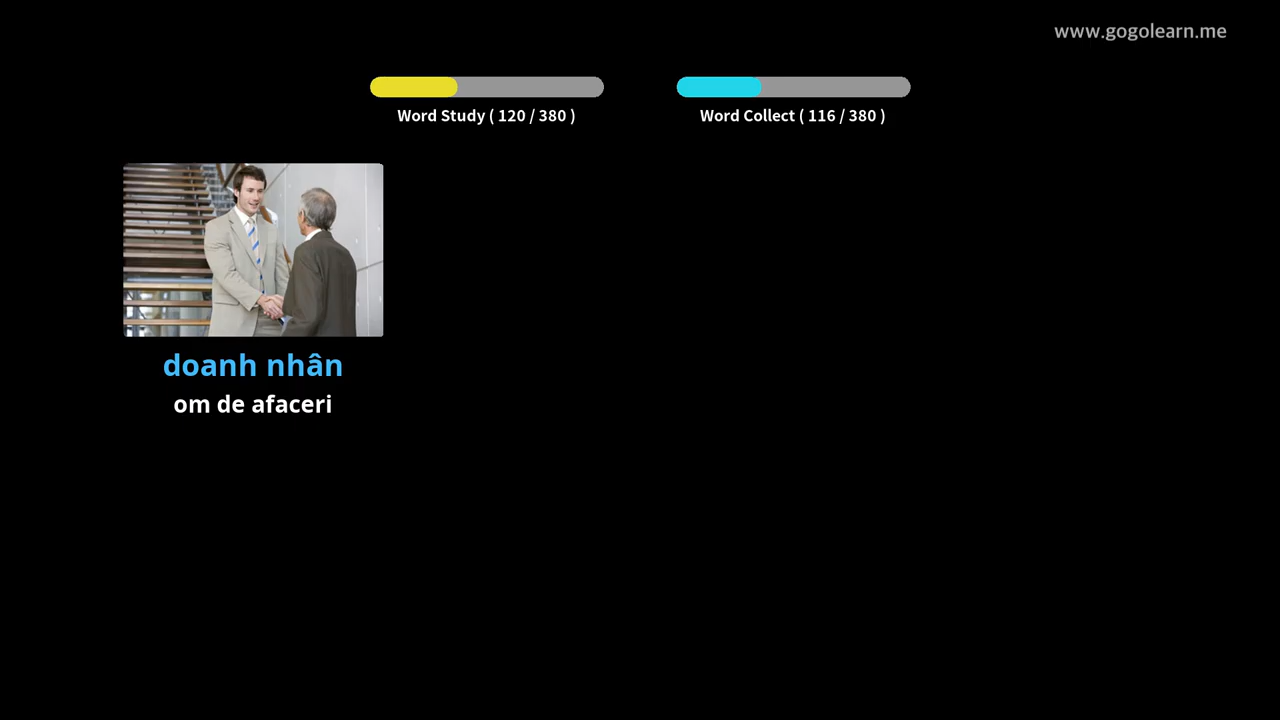 www.gogolearn.me
Word Study ( 120 / 380 )
Word Collect ( 116 / 380 )
doanh nhân
om de afaceri